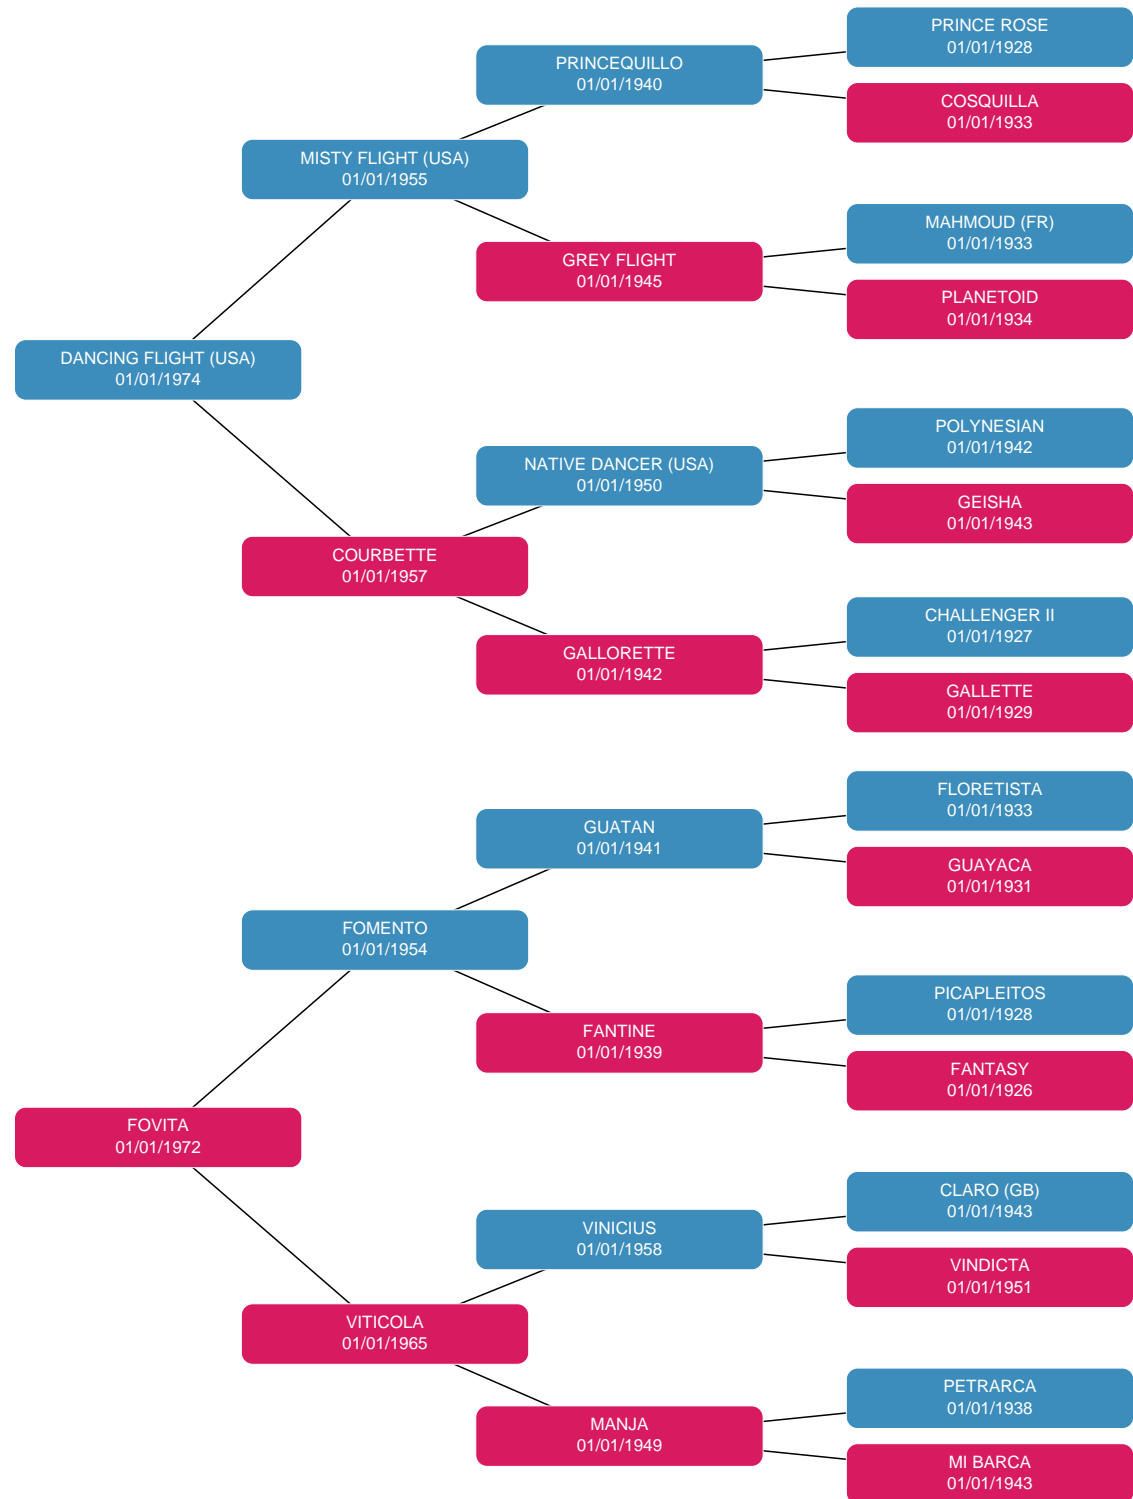 PRINCE ROSE
01/01/1928
PRINCEQUILLO
01/01/1940
COSQUILLA
01/01/1933
MISTY FLIGHT (USA)
01/01/1955
MAHMOUD (FR)
01/01/1933
GREY FLIGHT
01/01/1945
PLANETOID
01/01/1934
DANCING FLIGHT (USA)
01/01/1974
POLYNESIAN
01/01/1942
NATIVE DANCER (USA)
01/01/1950
GEISHA
01/01/1943
COURBETTE
01/01/1957
CHALLENGER II
01/01/1927
GALLORETTE
01/01/1942
GALLETTE
01/01/1929
FLORETISTA
01/01/1933
GUATAN
01/01/1941
GUAYACA
01/01/1931
FOMENTO
01/01/1954
PICAPLEITOS
01/01/1928
FANTINE
01/01/1939
FANTASY
01/01/1926
FOVITA
01/01/1972
CLARO (GB)
01/01/1943
VINICIUS
01/01/1958
VINDICTA
01/01/1951
VITICOLA
01/01/1965
PETRARCA
01/01/1938
MANJA
01/01/1949
MI BARCA
01/01/1943